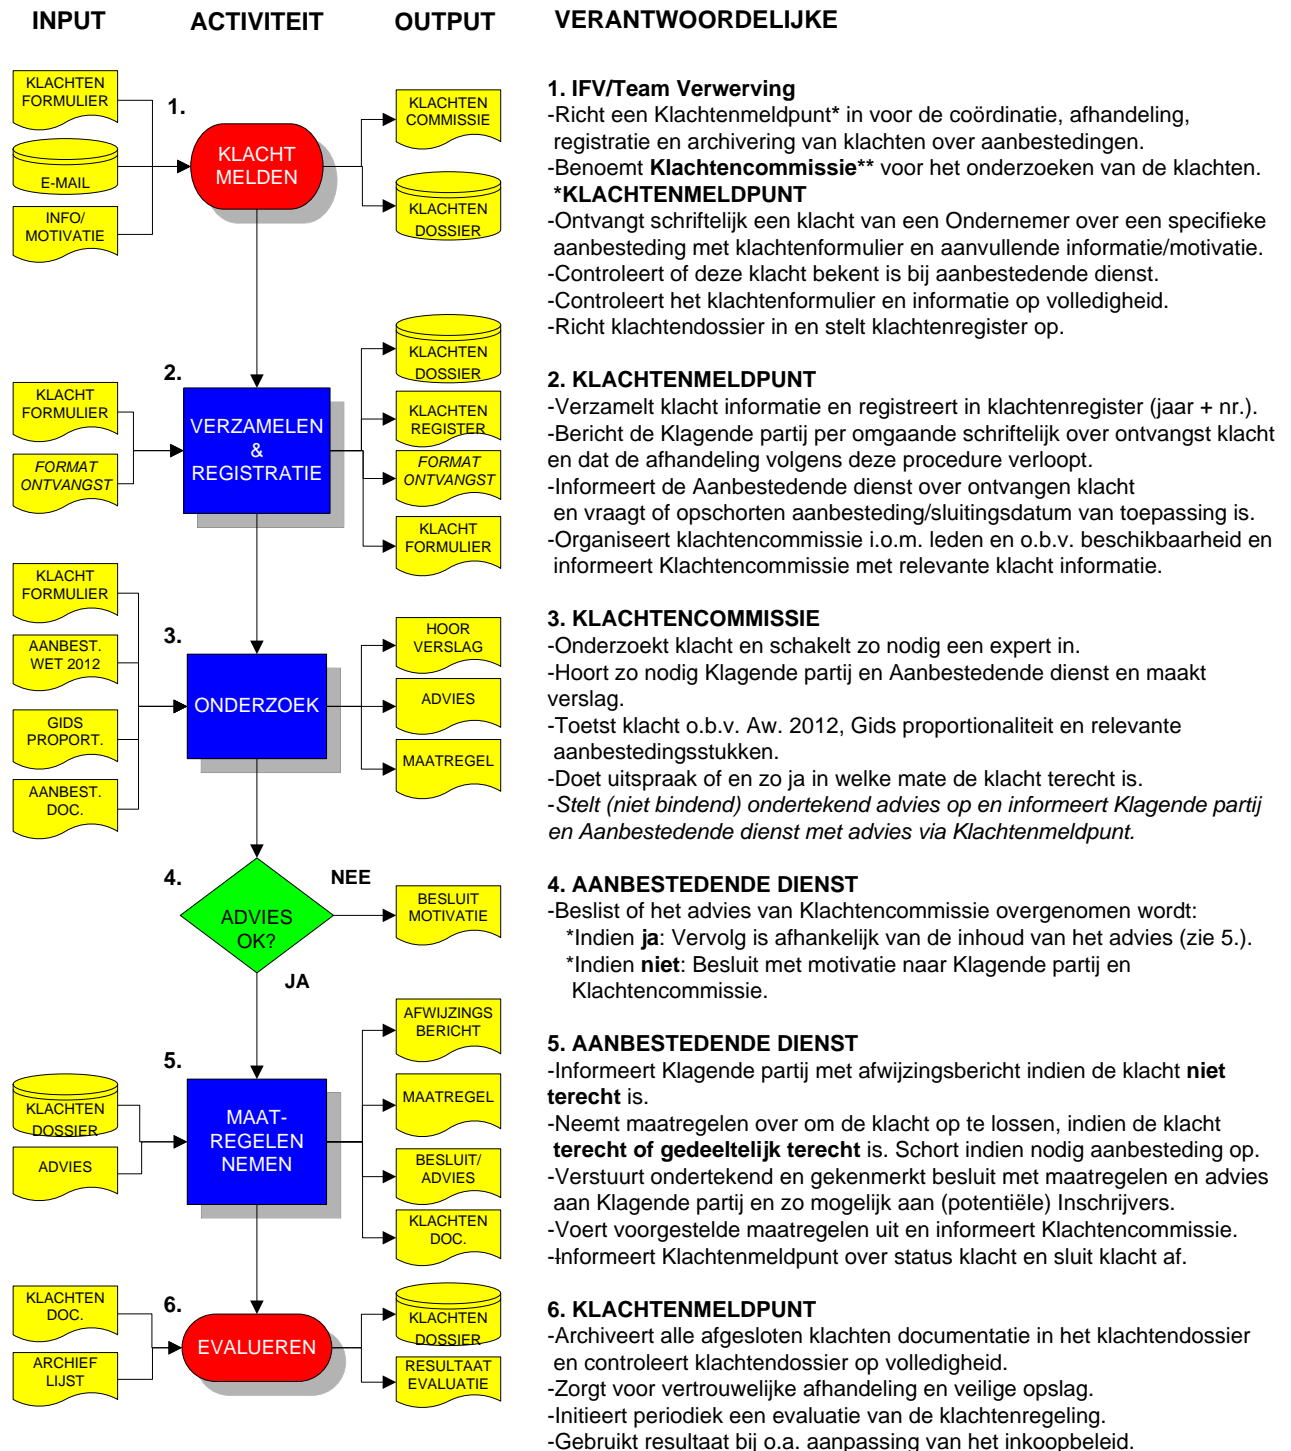 INPUT
ACTIVITEIT
OUTPUT
VERANTWOORDELIJKE
KLACHTEN
FORMULIER
E-MAIL
INFO/
MOTIVATIE
1.
KLACHT
MELDEN
KLACHTEN
COMMISSIE
KLACHTEN
DOSSIER
1. IFV/Team Verwerving
-Richt een Klachtenmeldpunt* in voor de coördinatie, afhandeling,
registratie en archivering van klachten over aanbestedingen.
-Benoemt Klachtencommissie** voor het onderzoeken van de klachten.
*KLACHTENMELDPUNT
-Ontvangt schriftelijk een klacht van een Ondernemer over een specifieke
aanbesteding met klachtenformulier en aanvullende informatie/motivatie.
-Controleert of deze klacht bekent is bij aanbestedende dienst.
-Controleert het klachtenformulier en informatie op volledigheid.
-Richt klachtendossier in en stelt klachtenregister op.
KLACHT
FORMULIER
FORMAT
ONTVANGST
2.
VERZAMELEN
&
REGISTRATIE
KLACHTEN
DOSSIER
KLACHTEN
REGISTER
FORMAT
ONTVANGST
KLACHT
FORMULIER
2. KLACHTENMELDPUNT
-Verzamelt klacht informatie en registreert in klachtenregister (jaar + nr.).
-Bericht de Klagende partij per omgaande schriftelijk over ontvangst klacht
en dat de afhandeling volgens deze procedure verloopt.
-Informeert de Aanbestedende dienst over ontvangen klacht
en vraagt of opschorten aanbesteding/sluitingsdatum van toepassing is.
-Organiseert klachtencommissie i.o.m. leden en o.b.v. beschikbaarheid en
informeert Klachtencommissie met relevante klacht informatie.
KLACHT
FORMULIER
AANBEST.
WET 2012
GIDS
PROPORT.
AANBEST.
DOC.
3.
ONDERZOEK
HOOR
VERSLAG
ADVIES
MAATREGEL
3. KLACHTENCOMMISSIE
-Onderzoekt klacht en schakelt zo nodig een expert in.
-Hoort zo nodig Klagende partij en Aanbestedende dienst en maakt
verslag.
-Toetst klacht o.b.v. Aw. 2012, Gids proportionaliteit en relevante
aanbestedingsstukken.
-Doet uitspraak of en zo ja in welke mate de klacht terecht is.
-Stelt (niet bindend) ondertekend advies op en informeert Klagende partij
en Aanbestedende dienst met advies via Klachtenmeldpunt.
4.
ADVIES
OK?
NEE
JA
BESLUIT
MOTIVATIE
4. AANBESTEDENDE DIENST
-Beslist of het advies van Klachtencommissie overgenomen wordt:
*Indien ja: Vervolg is afhankelijk van de inhoud van het advies (zie 5.).
*Indien niet: Besluit met motivatie naar Klagende partij en
Klachtencommissie.
KLACHTEN
DOSSIER
ADVIES
5.
MAAT-
REGELEN
NEMEN
AFWIJZINGS
BERICHT
MAATREGEL
BESLUIT/
ADVIES
KLACHTEN
DOC.
5. AANBESTEDENDE DIENST
-Informeert Klagende partij met afwijzingsbericht indien de klacht niet
terecht is.
-Neemt maatregelen over om de klacht op te lossen, indien de klacht
terecht of gedeeltelijk terecht is. Schort indien nodig aanbesteding op.
-Verstuurt ondertekend en gekenmerkt besluit met maatregelen en advies
aan Klagende partij en zo mogelijk aan (potentiële) Inschrijvers.
-Voert voorgestelde maatregelen uit en informeert Klachtencommissie.
-Informeert Klachtenmeldpunt over status klacht en sluit klacht af.
KLACHTEN
DOC.
ARCHIEF
LIJST
6.
EVALUEREN
KLACHTEN
DOSSIER
RESULTAAT
EVALUATIE
6. KLACHTENMELDPUNT
-Archiveert alle afgesloten klachten documentatie in het klachtendossier
en controleert klachtendossier op volledigheid.
-Zorgt voor vertrouwelijke afhandeling en veilige opslag.
-Initieert periodiek een evaluatie van de klachtenregeling.
-Gebruikt resultaat bij o.a. aanpassing van het inkoopbeleid.